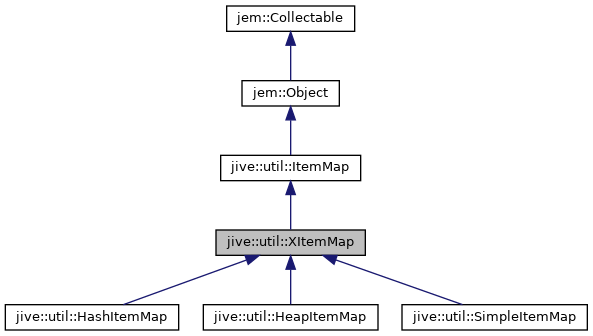 jem::Collectable
jem::Object
jive::util::ItemMap
jive::util::XItemMap
jive::util::HashItemMap
jive::util::HeapItemMap
jive::util::SimpleItemMap